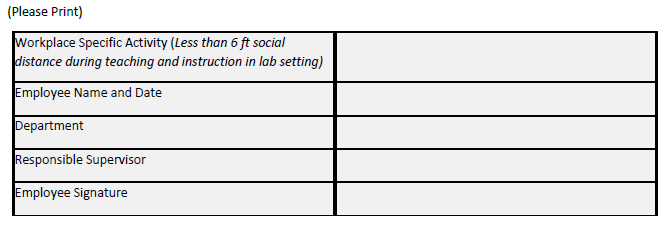 (Please Print)
Workplace Specific Activity (Less than 6 ft social
distance during teaching and instruction in lab setting)
Employee Name and Date
Department
Responsible Supervisor
Employee Signature